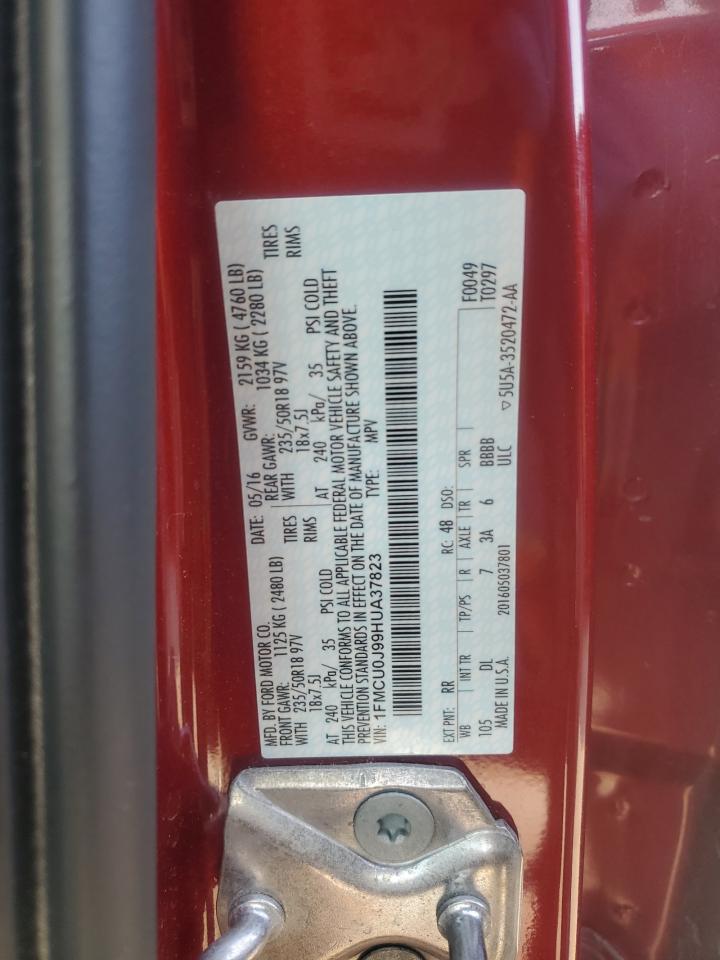 MFD. BY FORD MOTOR CO. DATE: 05/16 GVWR: 2159 KG ( 4760 LB)
FRONT GAWR: 1125 KG ( 2480 LB) REAR GAWR: 1034 KG ( 2280 LB)
WITH 235/50R18 97V TIRES WITH 235/50R18 97V TIRES
18x7.5J RIMS 18x7.5J RIMS
AT 240 kPa/ 35 PSI COLD AT 240 kPa/ 35 PSI COLD
THIS VEHICLE CONFORMS TO ALL APPLICABLE FEDERAL MOTOR VEHICLE SAFETY AND THEFT
PREVENTION STANDARDS IN EFFECT ON THE DATE OF MANUFACTURE SHOWN ABOVE.
VIN: 1FMCU0J99HUA37823 TYPE: MPV
EXT PNT: RR RC: 48 DSO: F0049
WB INT TR TP/PS R AXLE TR SPR T0297
105 DL 7 3A 6 BBBB
MADE IN U.S.A. 201605037801 ULC ▽5U5A-3520472-AA